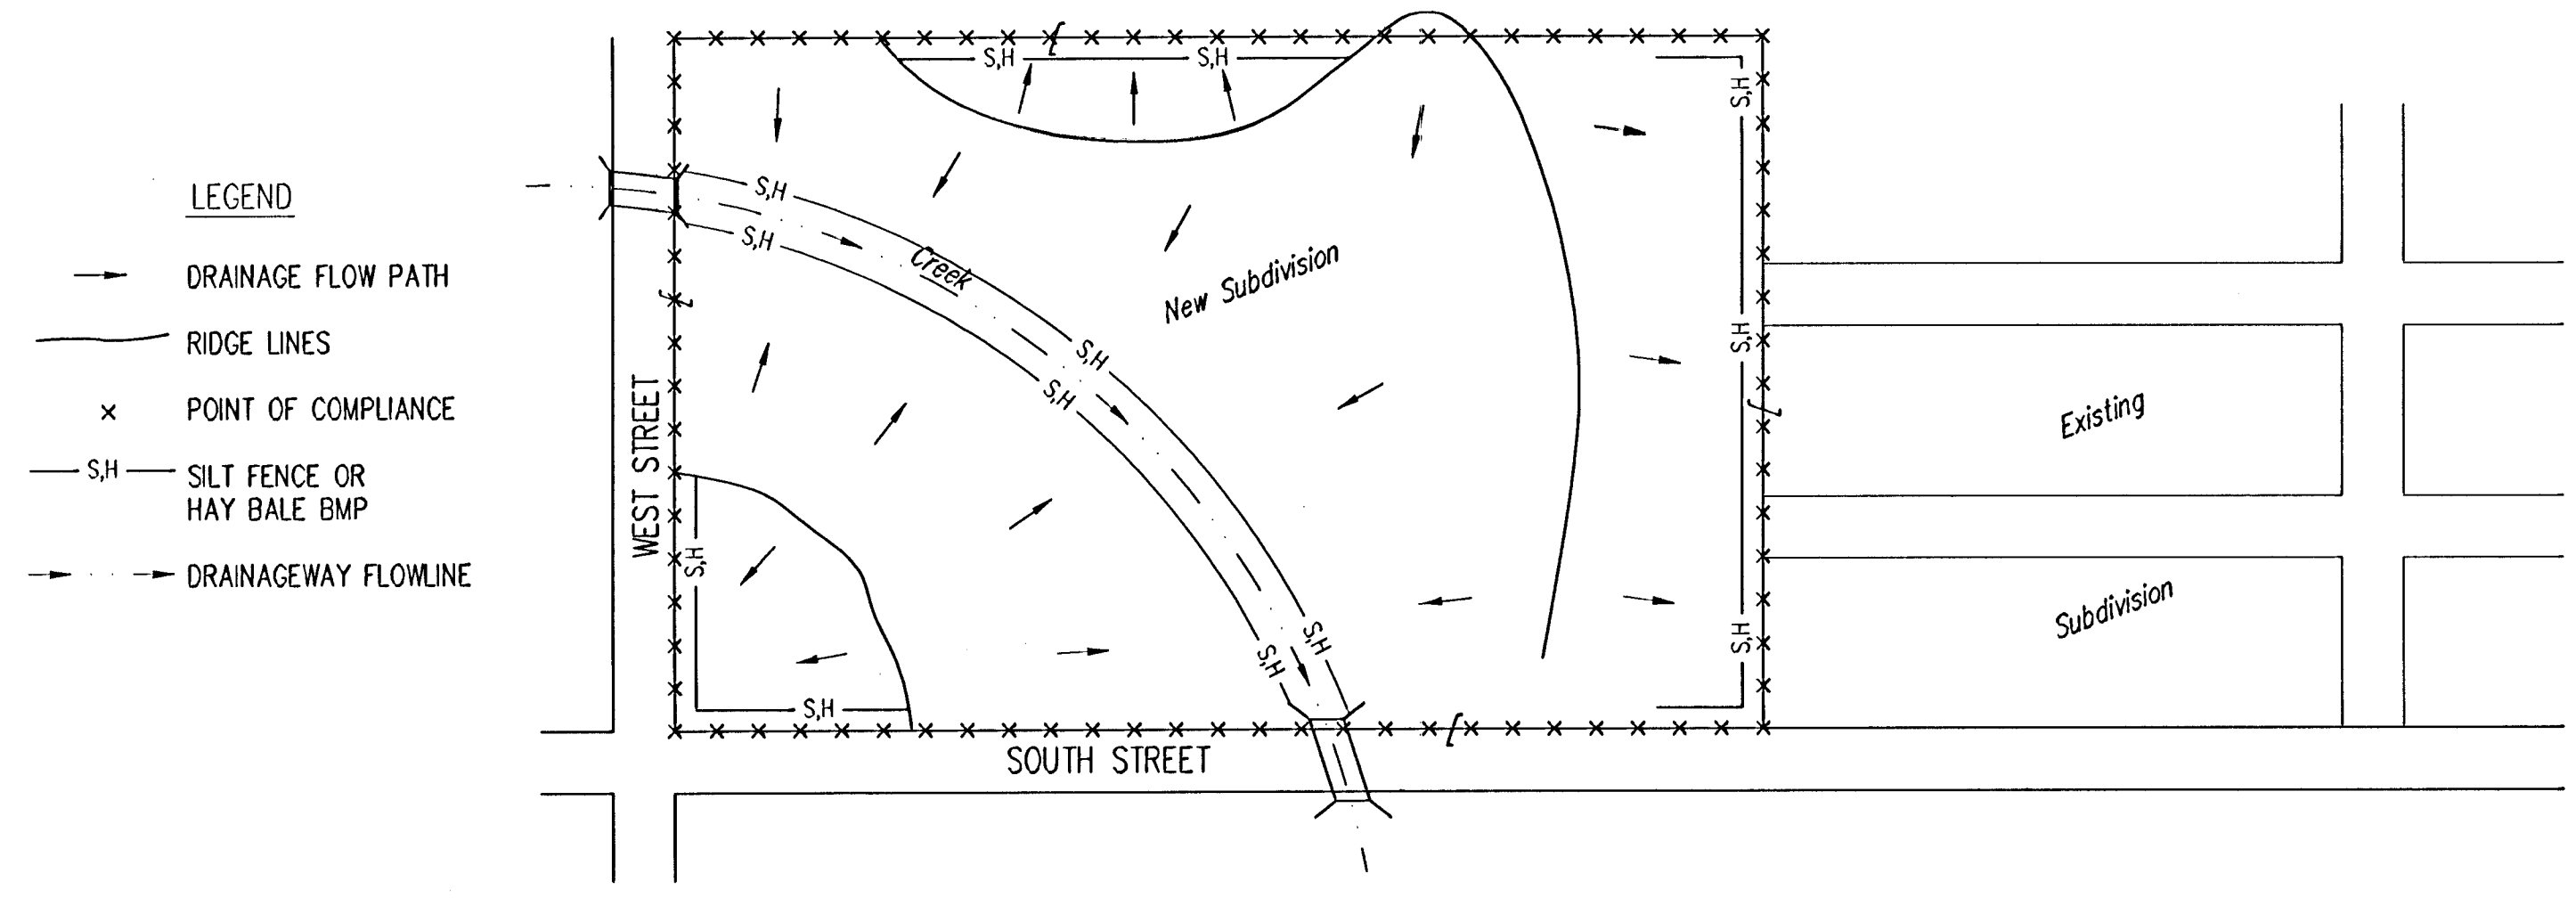 LEGEND
DRAINAGE FLOW PATH
RIDGE LINES
X POINT OF COMPLIANCE
S,H SILT FENCE OR
HAY BALE BMP
DRAINAGEWAY FLOWLINE
S,H
S,H
S,H
S,H
S,H
Creek
New Subdivision
S,H
S,H
S,H
WEST STREET
Existing
S,H
S,H
S,H
S,H
Subdivision
S,H
SOUTH STREET